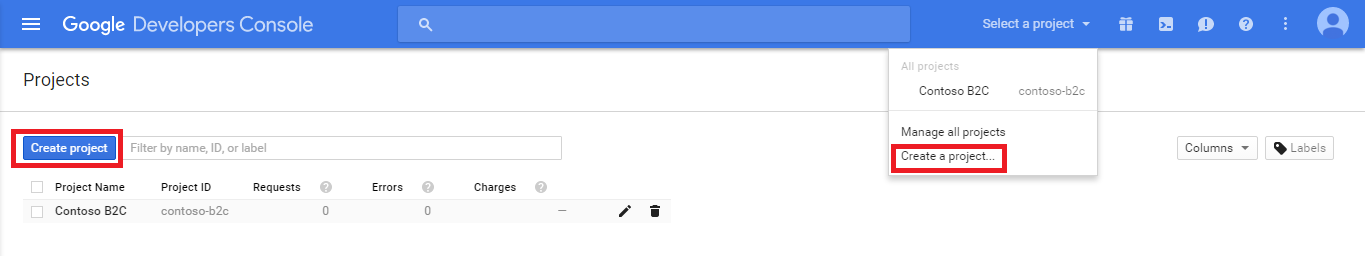 Google Developers Console
Select a project
All projects
Contoso B2C contoso-b2c
Manage all projects
Create a project...
Projects
Create project
Filter by name, ID, or label
Columns
Labels
Project Name Project ID Requests ? Errors ? Charges ?
Contoso B2C contoso-b2c 0 0 —